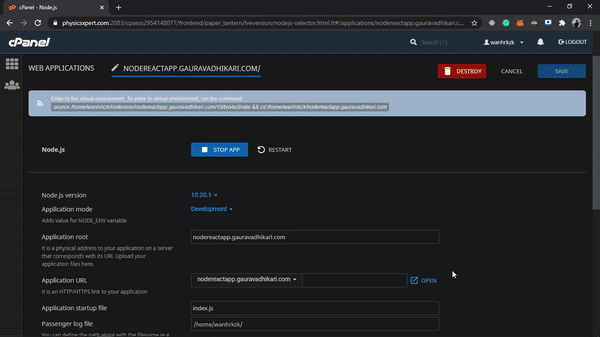 cPanel - Node.js
physicxpert.com:2083/cpsess2954148077/frontend/paper_lantern/lveversion/nodejs-selector.html.tt#/applications/nodereactapp.gauravadhikari.c...
cPanel
Search ( / )
wanhrkzk
LOGOUT
WEB APPLICATIONS
NODEREACTAPP.GAURAVADHIKARI.COM/
DESTROY
CANCEL
SAVE
Enter to the virtual environment. To enter to virtual environment, run the command:
source /home/wanhrkzk/nodevenv/nodereactapp.gauravadhikari.com/10/bin/activate && cd /home/wanhrkzk/nodereactapp.gauravadhikari.com
Node.js
STOP APP
RESTART
Node.js version
10.20.1
Application mode
Development
Adds value for NODE_ENV variable
Application root
nodereactapp.gauravadhikari.com
It is a physical address to your application on a server
that corresponds with its URI. Upload your
application files here.
Application URL
nodereactapp.gauravadhikari.com
OPEN
It is an HTTP/HTTPS link to your application
Application startup file
index.js
Passenger log file
/home/wanhrkzk/
You can define the path along with the filename (e.g.